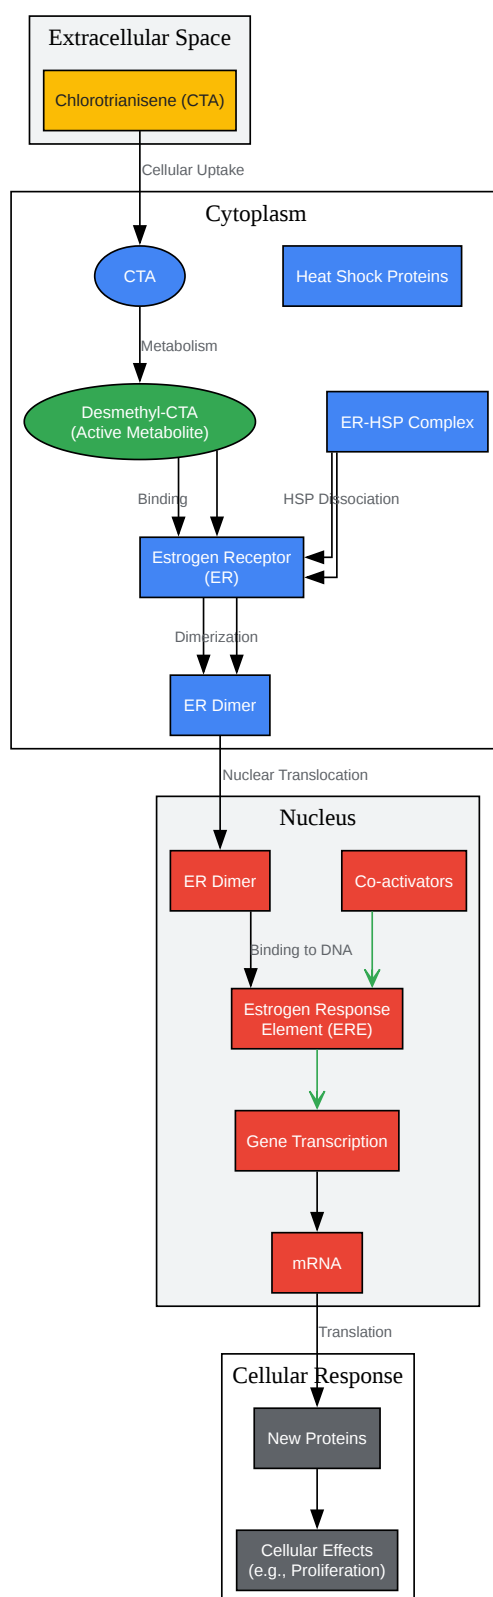 Extracellular Space
Chlorotrianisene (CTA)
Cellular Uptake
Cytoplasm
CTA
Heat Shock Proteins
Metabolism
Desmethyl-CTA
(Active Metabolite)
ER-HSP Complex
Binding
HSP Dissociation
Estrogen Receptor
(ER)
Dimerization
ER Dimer
Nuclear Translocation
Nucleus
ER Dimer
Co-activators
Binding to DNA
Estrogen Response
Element (ERE)
Gene Transcription
mRNA
Translation
Cellular Response
New Proteins
Cellular Effects
(e.g., Proliferation)